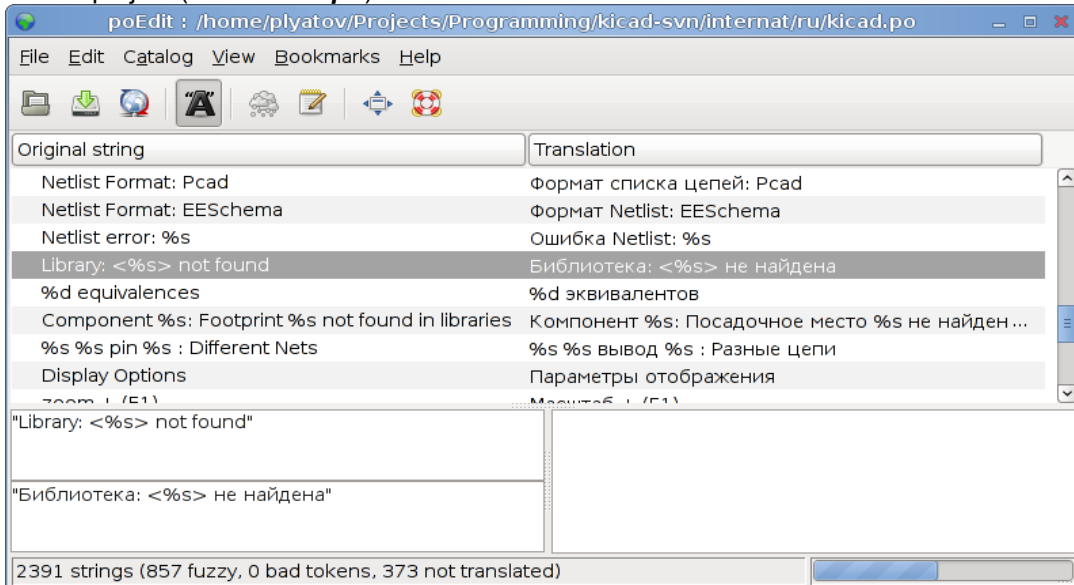 poEdit : /home/plyatov/Projects/Programming/kicad-svn/internat/ru/kicad.po
File Edit Catalog View Bookmarks Help
Original string Translation
Netlist Format: Pcad Формат списка цепей: Pcad
Netlist Format: EESchema Формат Netlist: EESchema
Netlist error: %s Ошибка Netlist: %s
Library: <%s> not found Библиотека: <%s> не найдена
%d equivalences %d эквивалентов
Component %s: Footprint %s not found in libraries Компонент %s: Посадочное место %s не найден ...
%s %s pin %s : Different Nets %s %s вывод %s : Разные цепи
Display Options Параметры отображения
zoom + (F1) Масштаб + (F1)
"Library: <%s> not found"
"Библиотека: <%s> не найдена"
2391 strings (857 fuzzy, 0 bad tokens, 373 not translated)